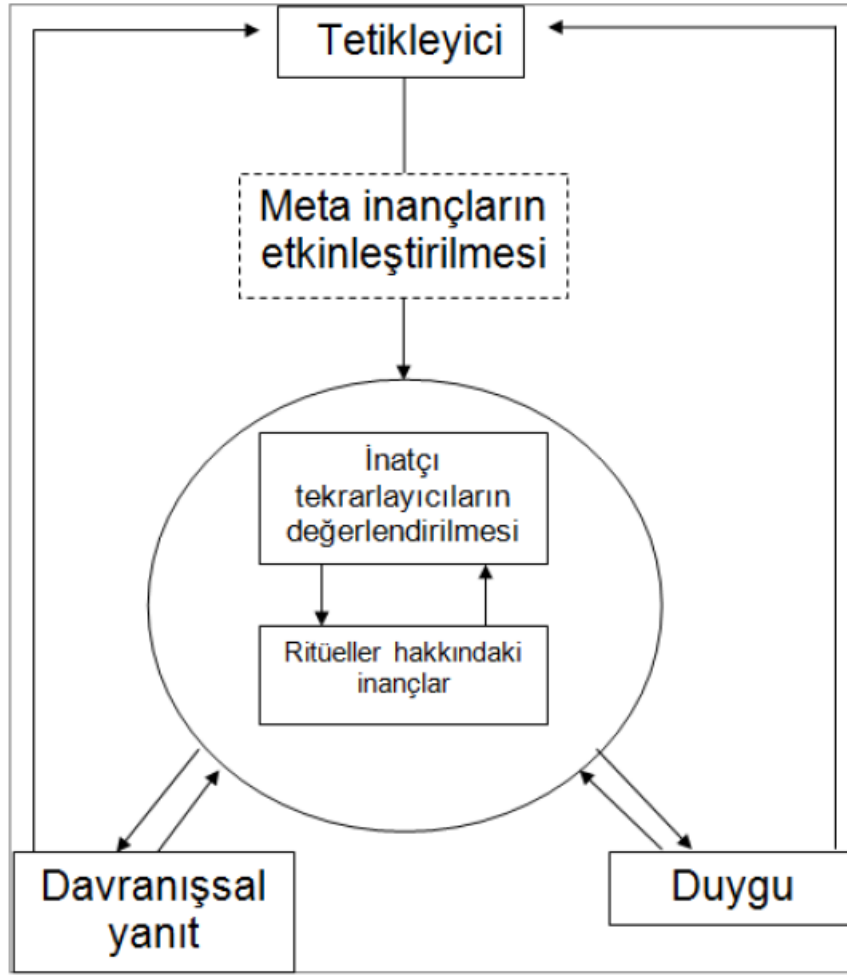 Tetikleyici
Meta inançların
etkinleştirilmesi
İnatçı
tekrarlayıcıların
değerlendirilmesi
Ritüeller hakkındaki
inançlar
Davranışsal
yanıt
Duygu